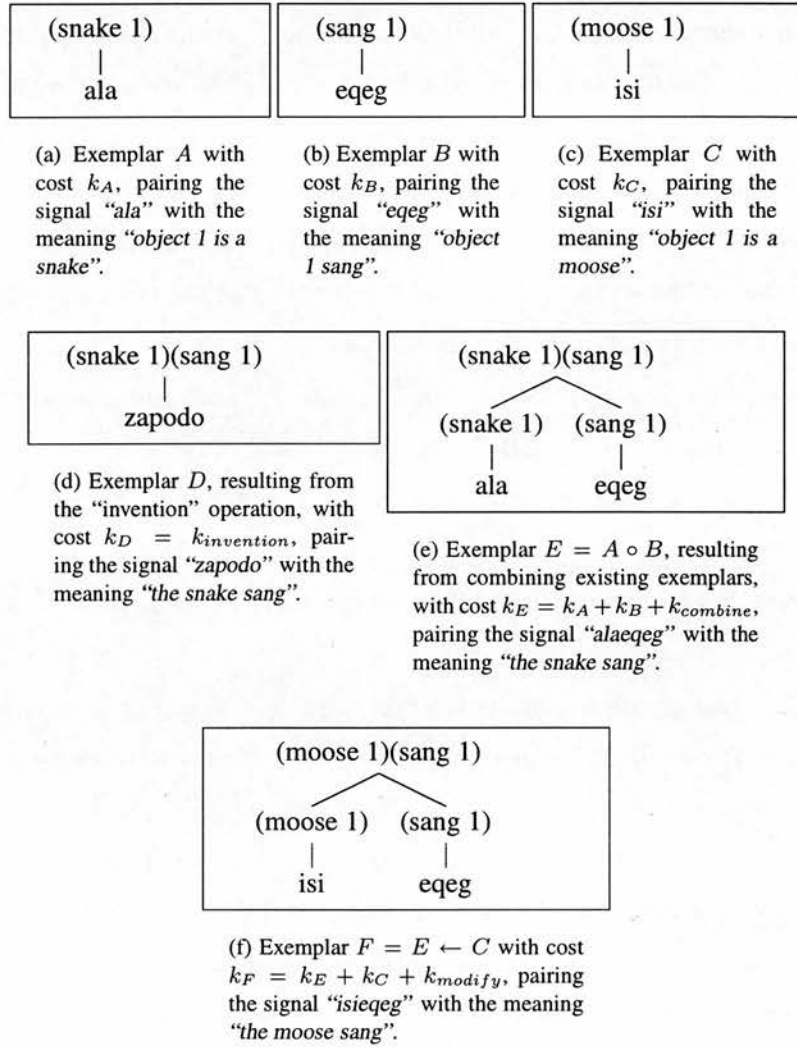 (snake 1)
ala
(sang 1)
eqeg
(moose 1)
isi
(a) Exemplar A with
cost k_A, pairing the
signal "ala" with the
meaning "object 1 is a
snake".
(b) Exemplar B with
cost k_B, pairing the
signal "eqeg" with
the meaning "object
1 sang".
(c) Exemplar C with
cost k_C, pairing the
signal "isi" with the
meaning "object 1 is a
moose".
(snake 1)(sang 1)
zapodo
(d) Exemplar D, resulting from
the "invention" operation, with
cost k_D = k_invention, pair-
ing the signal "zapodo" with the
meaning "the snake sang".
(snake 1)(sang 1)
(snake 1) (sang 1)
ala eqeg
(e) Exemplar E = A ∘ B, resulting
from combining existing exemplars,
with cost k_E = k_A + k_B + k_combine,
pairing the signal "alaeqeg" with the
meaning "the snake sang".
(moose 1)(sang 1)
(moose 1) (sang 1)
isi eqeg
(f) Exemplar F = E ← C with cost
k_F = k_E + k_C + k_modify, pairing
the signal "isieqeg" with the meaning
"the moose sang".